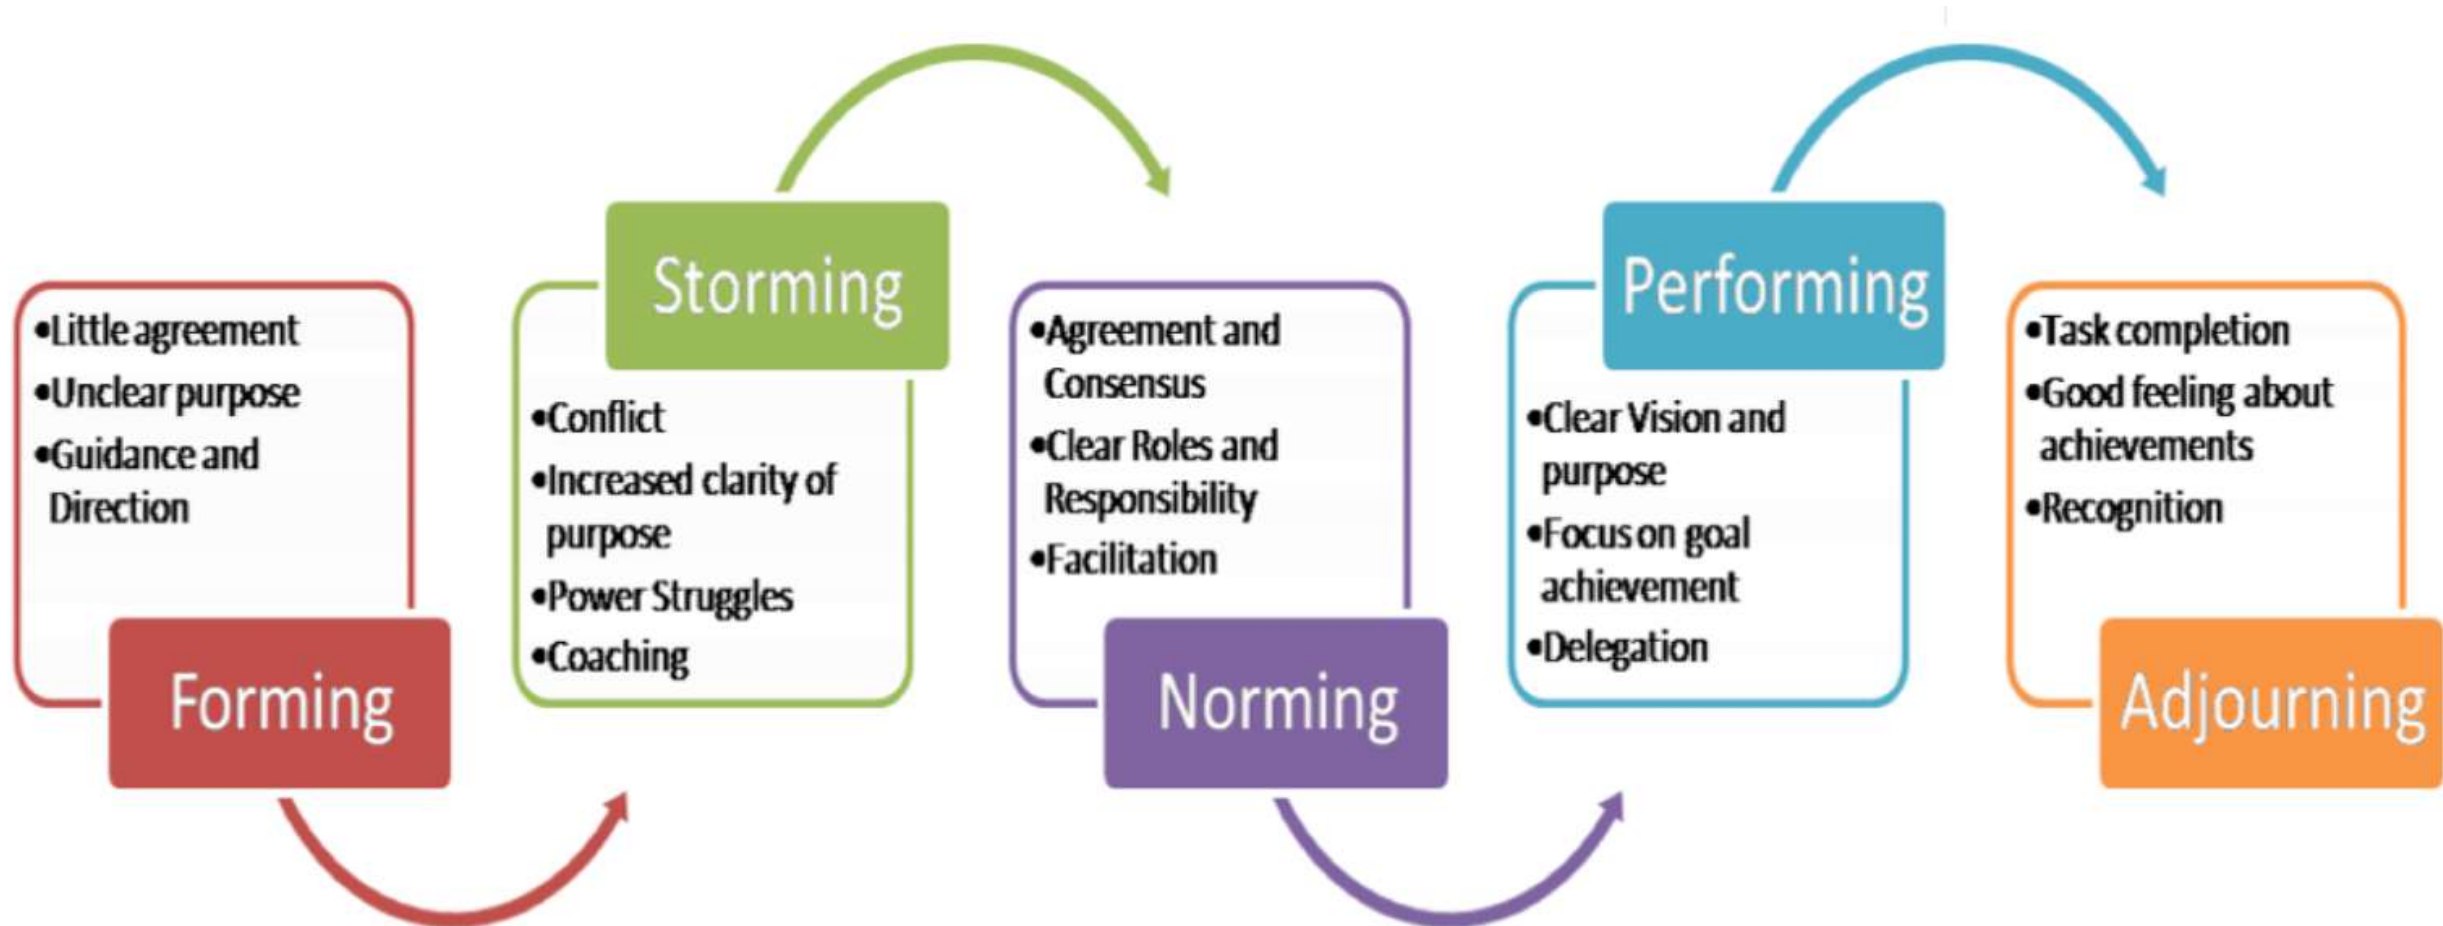 •Little agreement
•Unclear purpose
•Guidance and
Direction
Forming
Storming
•Conflict
•Increased clarity of
purpose
•Power Struggles
•Coaching
•Agreement and
Consensus
•Clear Roles and
Responsibility
•Facilitation
Norming
Performing
•Clear Vision and
purpose
•Focus on goal
achievement
•Delegation
•Task completion
•Good feeling about
achievements
•Recognition
Adjourning